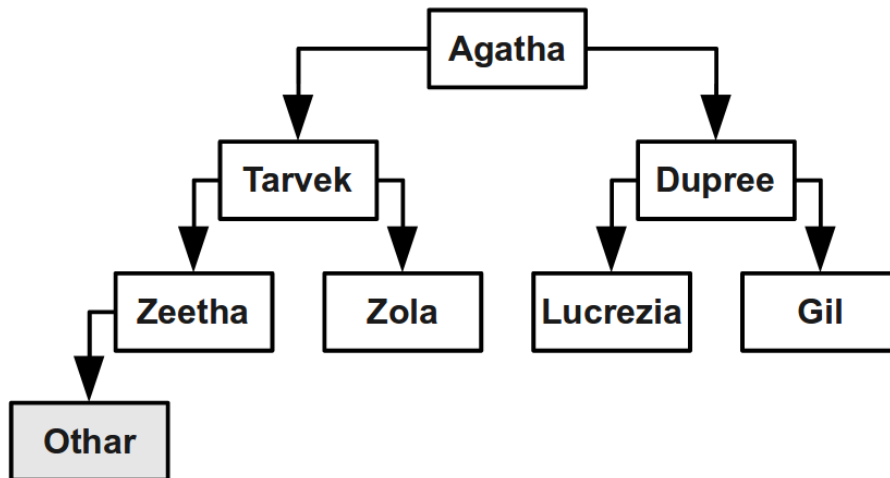 Agatha
Tarvek
Dupree
Zeetha
Zola
Lucrezia
Gil
Othar